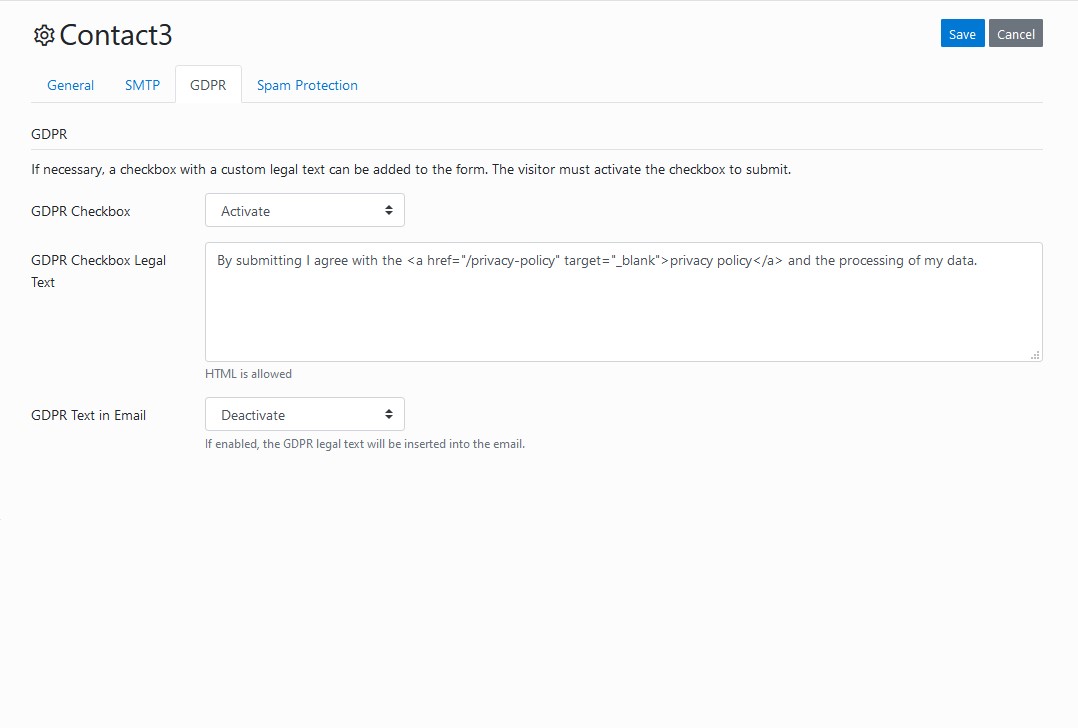 Contact3
Save
Cancel
General
SMTP
GDPR
Spam Protection
GDPR
If necessary, a checkbox with a custom legal text can be added to the form. The visitor must activate the checkbox to submit.
GDPR Checkbox
Activate
GDPR Checkbox Legal
Text
By submitting I agree with the <a href="/privacy-policy" target="_blank">privacy policy</a> and the processing of my data.
HTML is allowed
GDPR Text in Email
Deactivate
If enabled, the GDPR legal text will be inserted into the email.